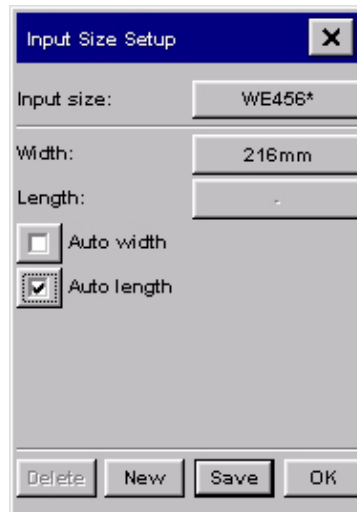 Input Size Setup
Input size: WE456*
Width: 216mm
Length: -
Auto width
Auto length
Delete New Save OK